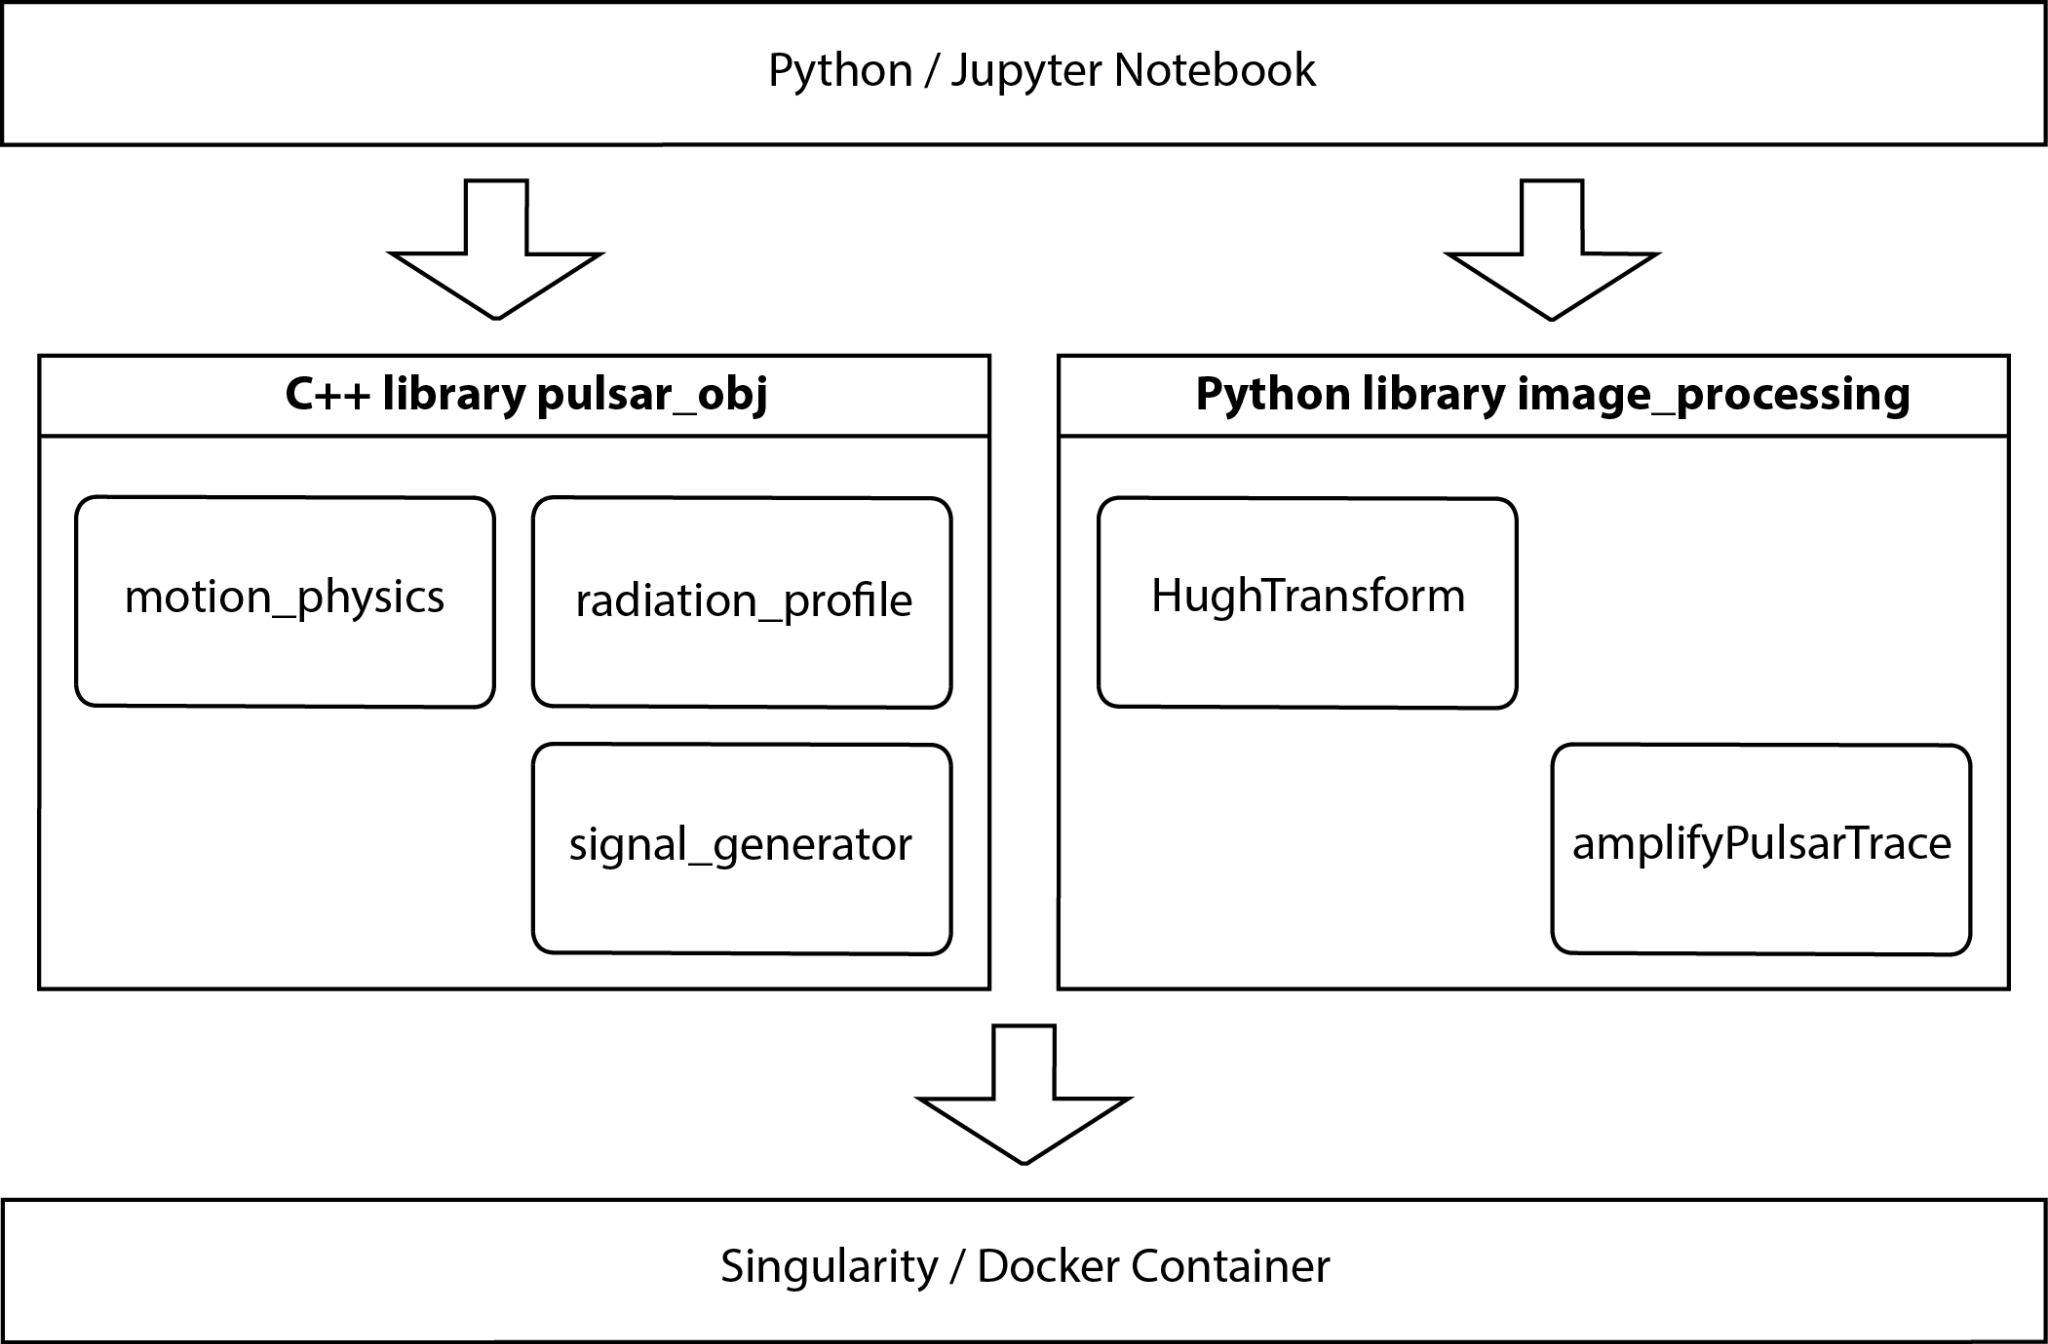 Python / Jupyter Notebook
C++ library pulsar_obj
Python library image_processing
motion_physics
radiation_profile
HughTransform
signal_generator
amplifyPulsarTrace
Singularity / Docker Container